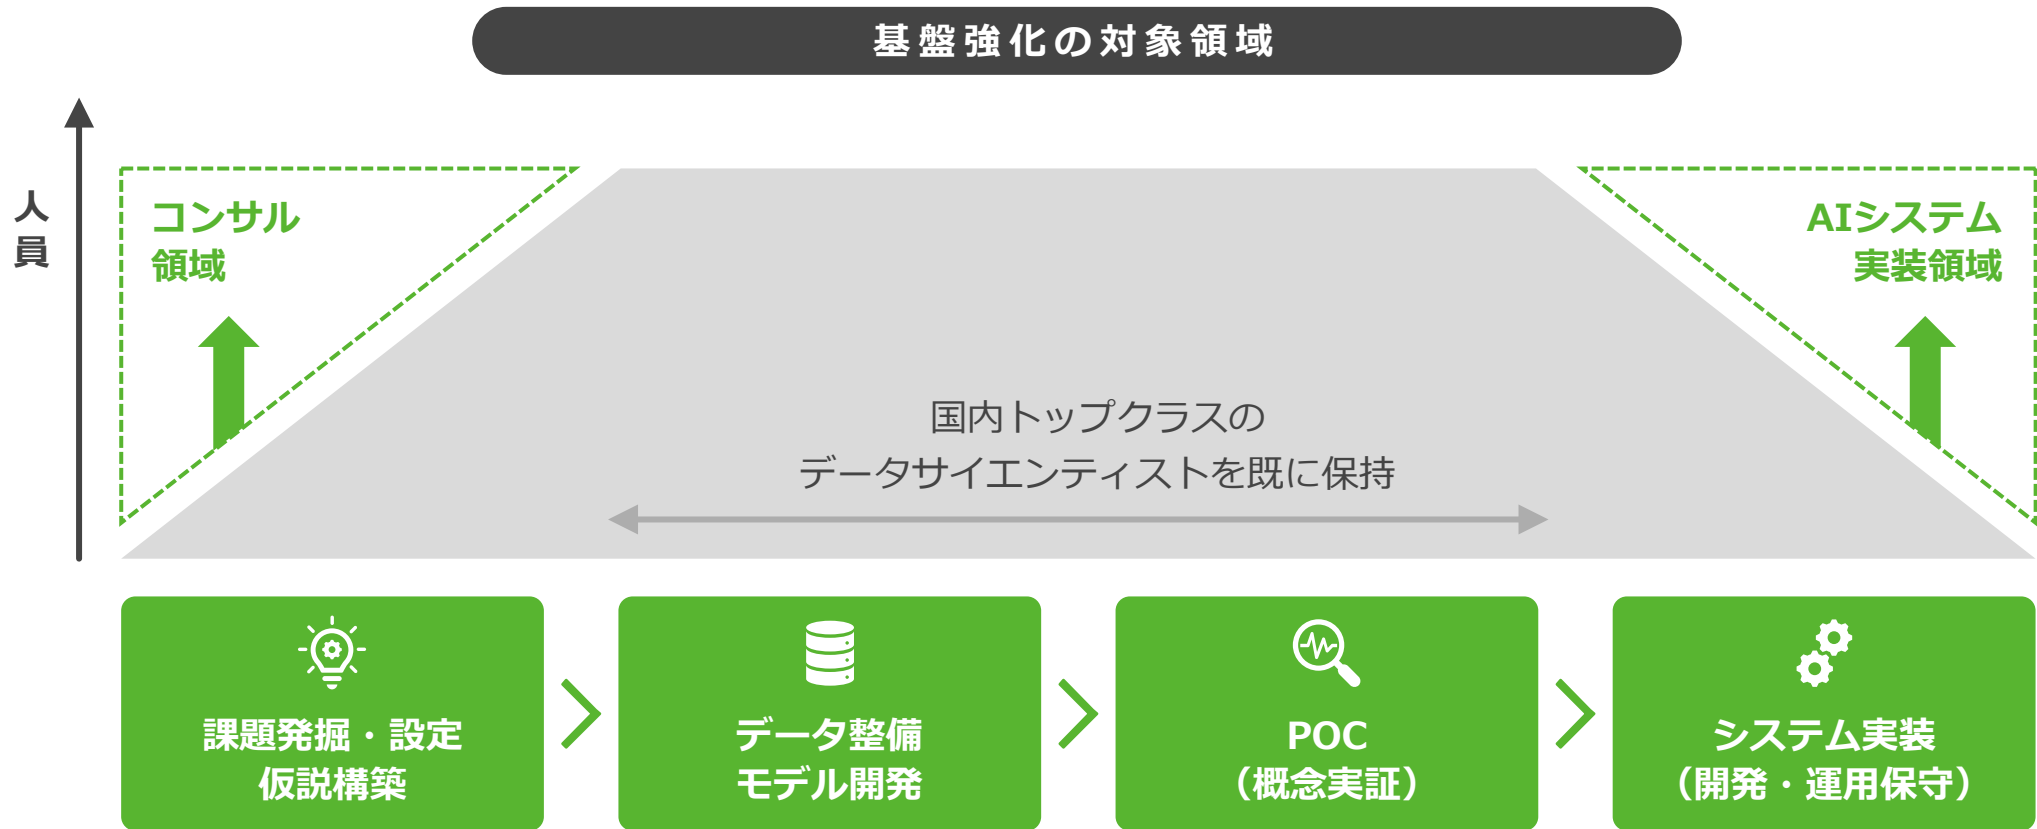 基盤強化の対象領域
人員
コンサル
領域
AIシステム
実装領域
国内トップクラスの
データサイエンティストを既に保持
課題発掘・設定
仮説構築
データ整備
モデル開発
POC
（概念実証）
システム実装
（開発・運用保守）